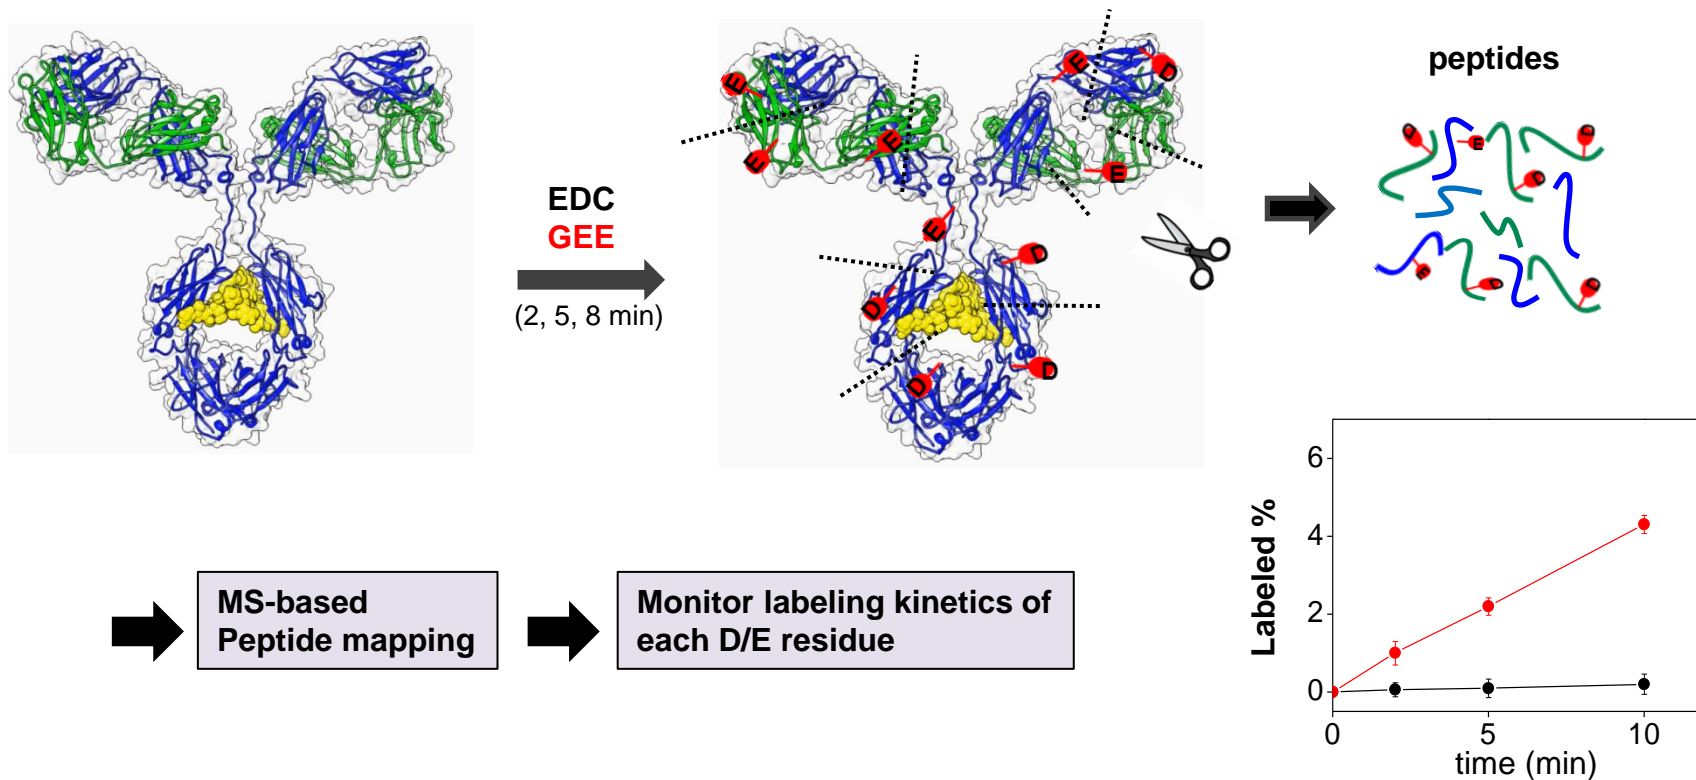 peptides
EDC
GEE
(2, 5, 8 min)
E
E
E
E
D
E
E
D
D
D
D
D
E
D
D
E
D
D
MS-based
Peptide mapping
Monitor labeling kinetics of
each D/E residue
Labeled %
6
4
2
0
0
5
10
time (min)